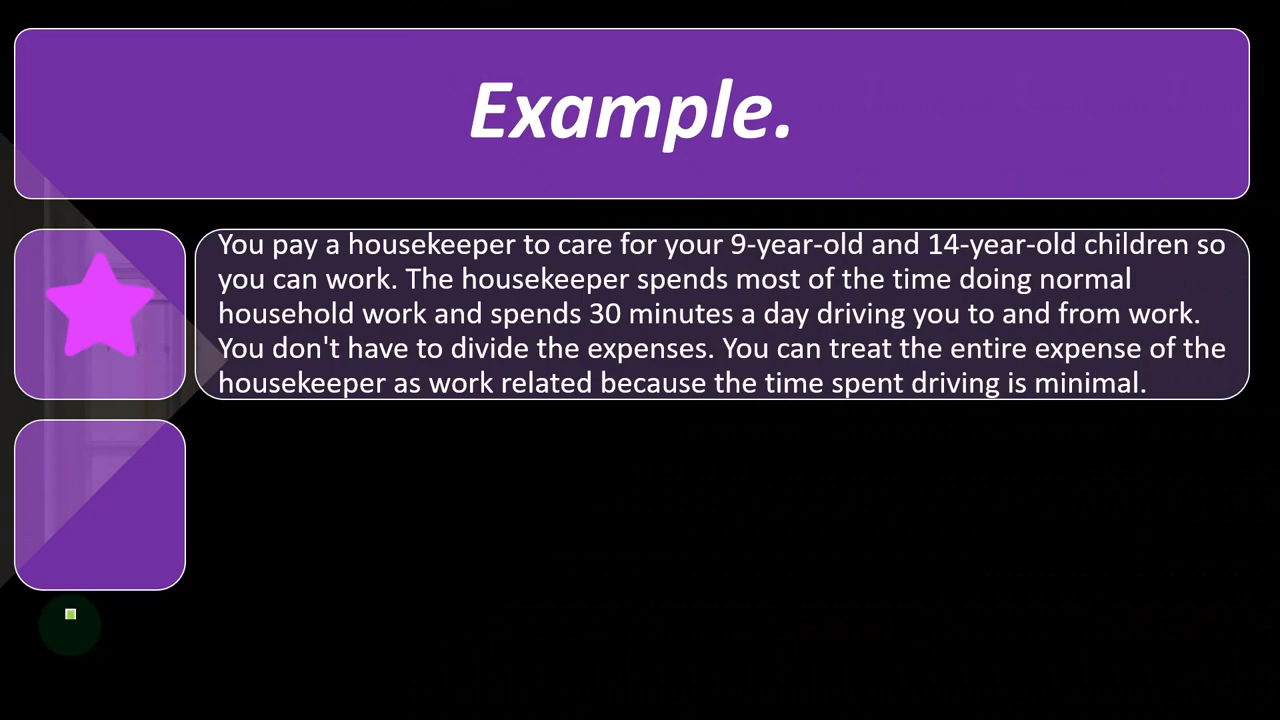 Example.
You pay a housekeeper to care for your 9-year-old and 14-year-old children so
you can work. The housekeeper spends most of the time doing normal
household work and spends 30 minutes a day driving you to and from work.
You don't have to divide the expenses. You can treat the entire expense of the
housekeeper as work related because the time spent driving is minimal.